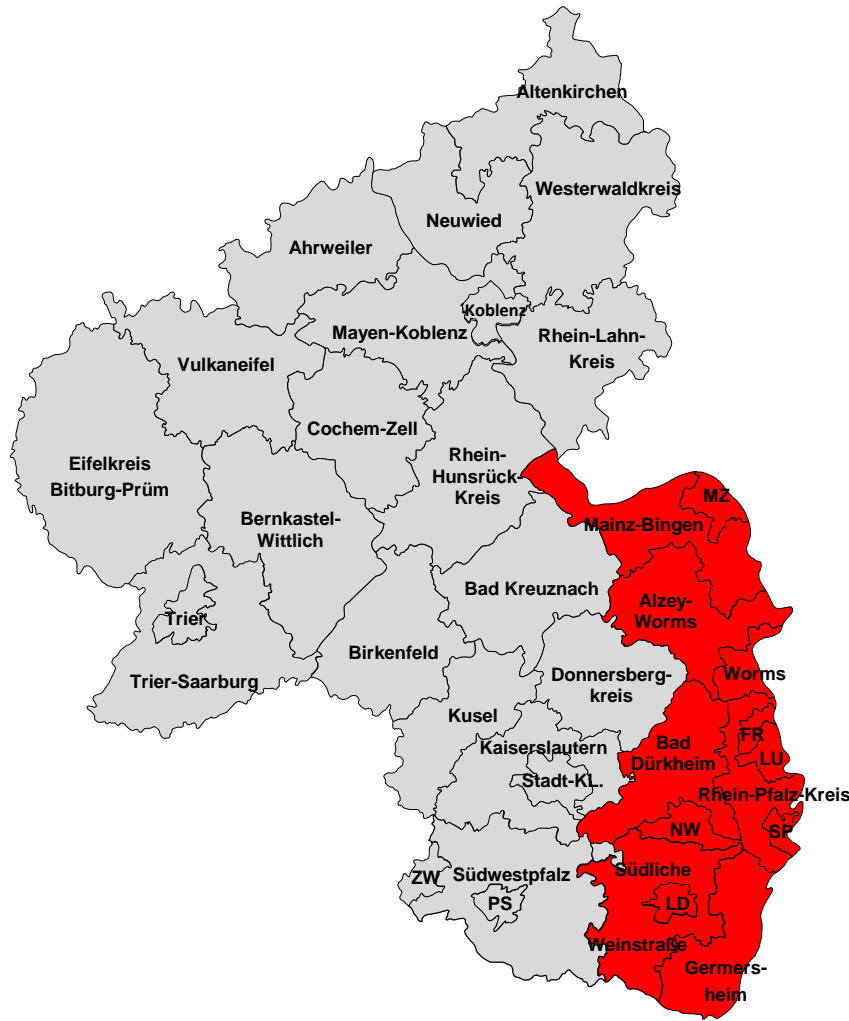 Altenkirchen
Westerwaldkreis
Neuwied
Ahrweiler
Koblenz
Mayen-Koblenz
Rhein-Lahn-
Kreis
Vulkaneifel
Cochem-Zell
Rhein-
Hunsrück-
Kreis
Eifelkreis
Bitburg-Prüm
Bernkastel-
Wittlich
MZ
Mainz-Bingen
Bad Kreuznach
Alzey-
Worms
Trier
Trier-Saarburg
Birkenfeld
Donnersberg-
kreis
Worms
Kusel
Kaiserslautern
Stadt-KL.
Bad
Dürkheim
FR
LU
Rhein-Pfalz-Kreis
NW
SP
ZW
Südwestpfalz
PS
Südliche
LD
Weinstraße
Germers-
heim